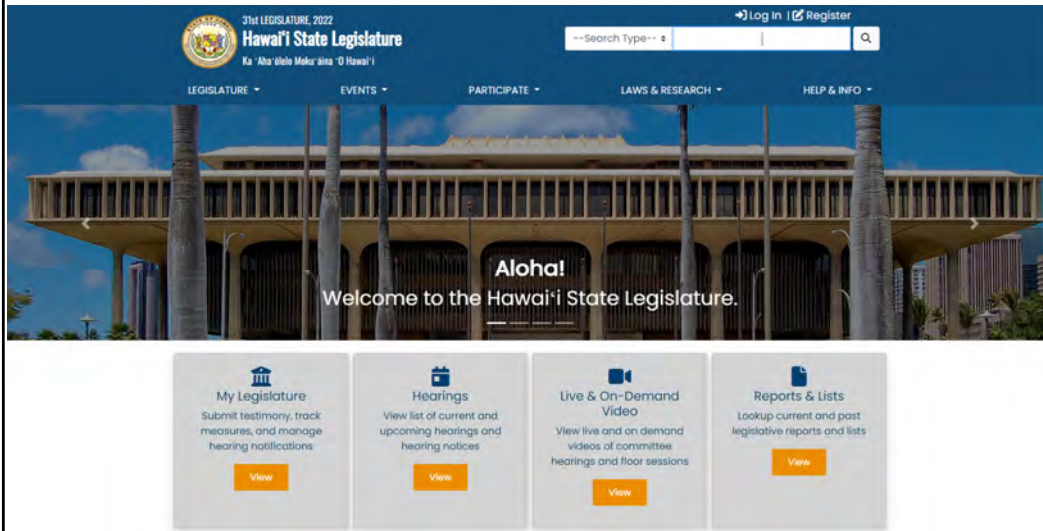 31st LEGISLATURE, 2022
Hawaiʻi State Legislature
Ka ʻAhaʻōlelo Mokuʻāina ʻO Hawaiʻi
Log In | Register
--Search Type--
LEGISLATURE
EVENTS
PARTICIPATE
LAWS & RESEARCH
HELP & INFO
Aloha!
Welcome to the Hawaiʻi State Legislature.
My Legislature
Submit testimony, track
measures, and manage
hearing notifications
View
Hearings
View list of current and
upcoming hearings and
hearing notices
View
Live & On-Demand
Video
View live and on demand
videos of committee
hearings and floor sessions
View
Reports & Lists
Lookup current and past
legislative reports and lists
View